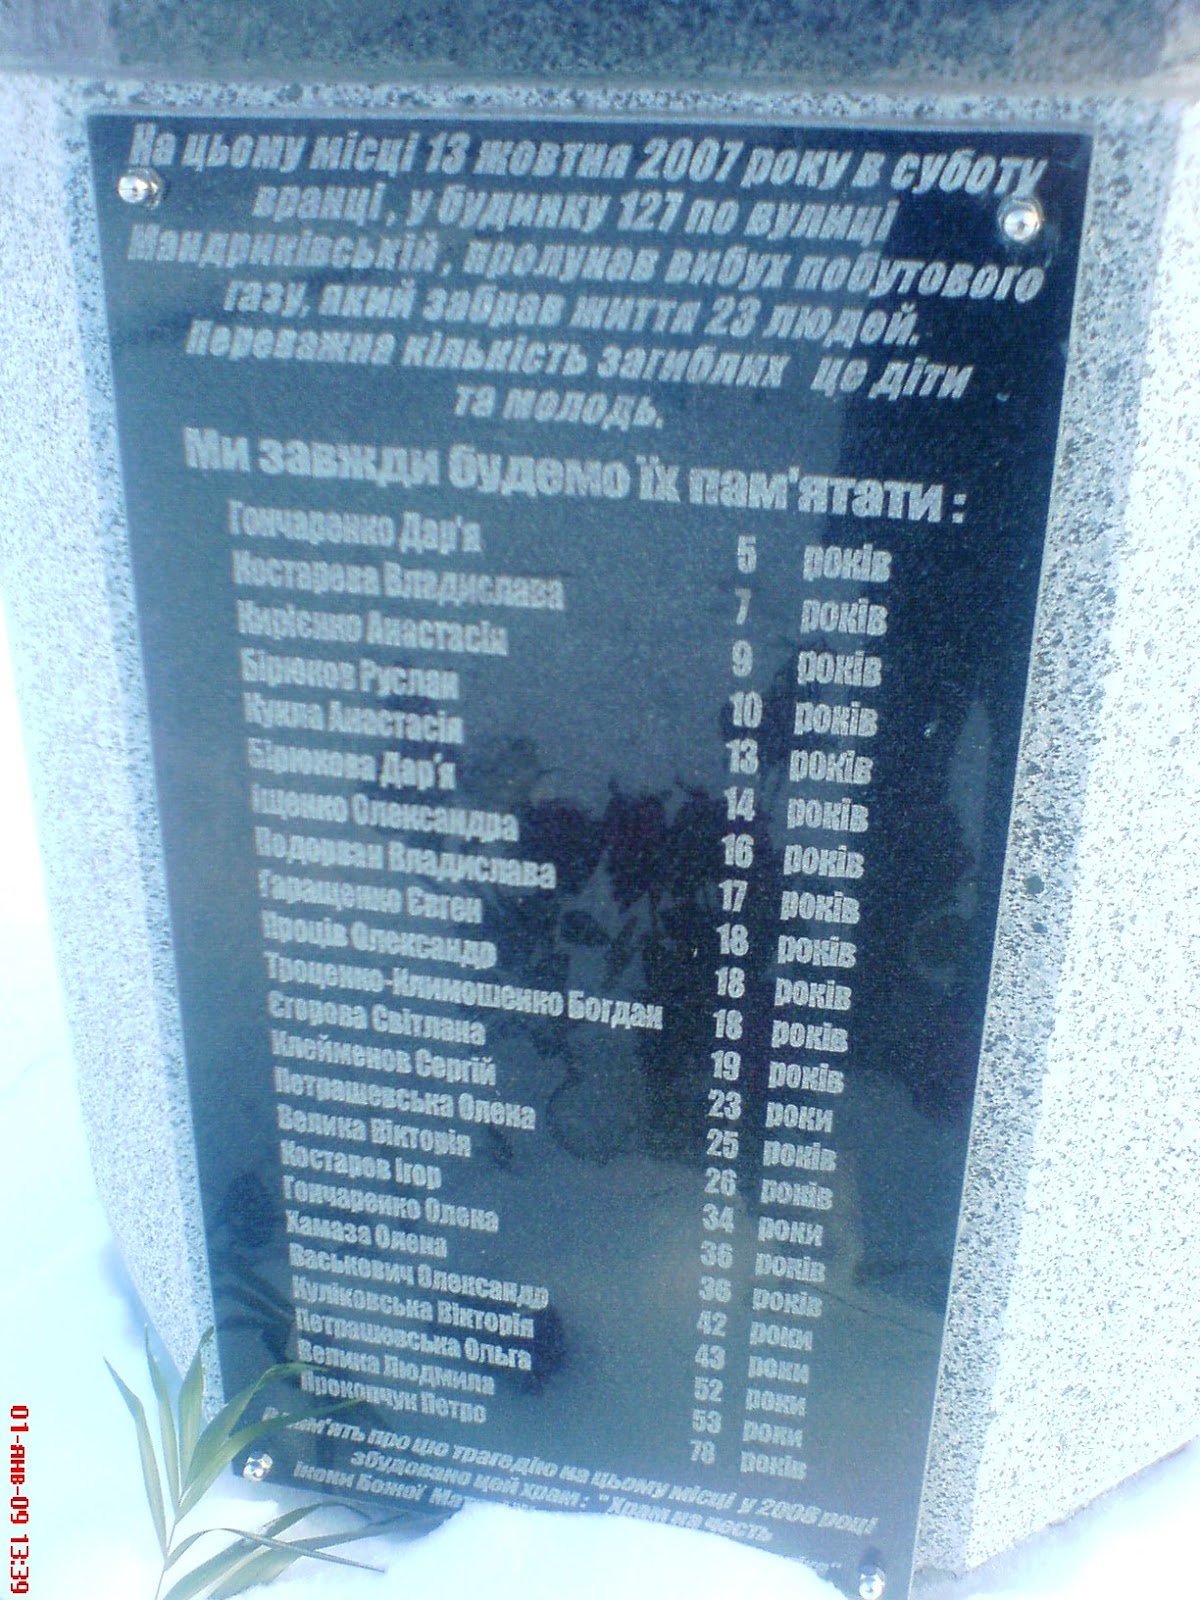 На цьому місці 13 жовтня 2007 року в суботу
вранці, у будинку 127 по вулиці
Мандриківській, пролунав вибух побутового
газу, який забрав життя 23 людей.
Переважна кількість загиблих це діти
та молодь.
Ми завжди будемо їх пам'ятати :
Гончаренко Дар'я 5 років
Костарева Владислава 7 років
Кирієнко Анастасія 9 років
Бірюков Руслан 10 років
Кукла Анастасія 13 років
Бірюкова Дар'я 14 років
Іщенко Олександра 16 років
Водорван Владислава 17 років
Гаращенко Євген 18 років
Проців Олександр 18 років
Троценко-Климошенко Богдан 18 років
Єгорова Світлана 19 років
Клейменов Сергій 23 роки
Петрашевська Олена 25 років
Велика Вікторія 26 років
Костарев Ігор 34 роки
Гончаренко Олена 36 років
Хамаза Олена 36 років
Васькович Олександр 42 роки
Куліковська Вікторія 43 роки
Петрашевська Ольга 52 роки
Велика Людмила 53 роки
Прокопчук Петро 78 років
пам'ять про цю трагедію на цьому місці у 2008 році
збудовано цей храм : "Храм на честь
ікони Божої
01-янв-09 13:39